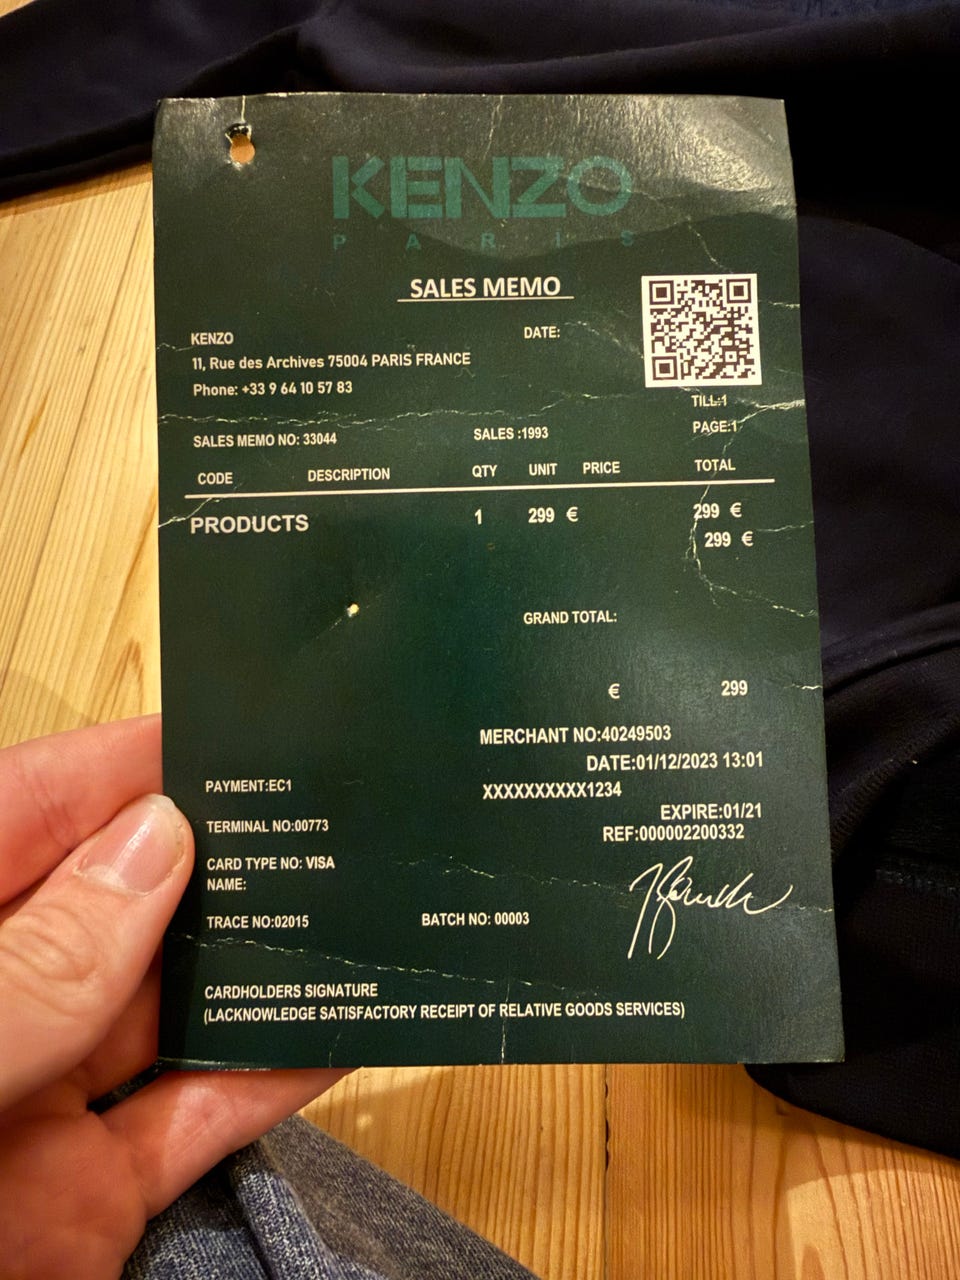 KENZO
PARIS
SALES MEMO
KENZO
DATE:
11, Rue des Archives 75004 PARIS FRANCE
Phone: +33 9 64 10 57 83
TILL:1
SALES MEMO NO: 33044
SALES :1993
PAGE:1
CODE DESCRIPTION QTY UNIT PRICE TOTAL
PRODUCTS 1 299 € 299 €
299 €
GRAND TOTAL:
€ 299
MERCHANT NO:40249503
DATE:01/12/2023 13:01
PAYMENT:EC1
XXXXXXXXXX1234
EXPIRE:01/21
TERMINAL NO:00773
REF:000002200332
CARD TYPE NO: VISA
NAME:
TRACE NO:02015
BATCH NO: 00003
CARDHOLDERS SIGNATURE
(LACKNOWLEDGE SATISFACTORY RECEIPT OF RELATIVE GOODS SERVICES)